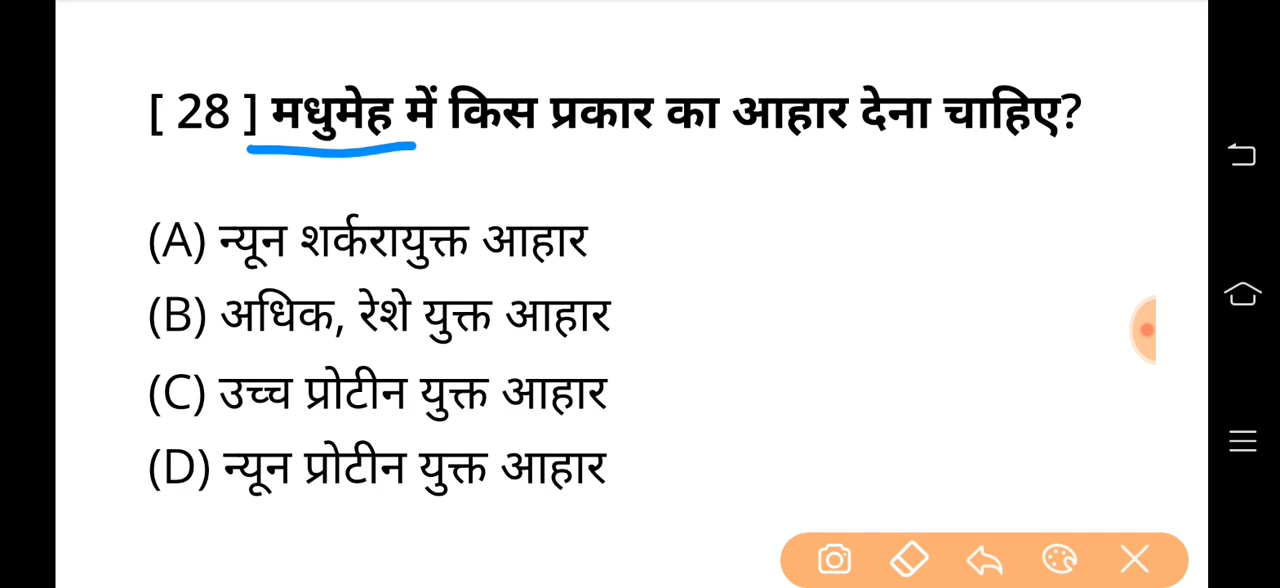 [ 28 ] मधुमेह में किस प्रकार का आहार देना चाहिए?
(A) न्यून शर्करायुक्त आहार
(B) अधिक, रेशे युक्त आहार
(C) उच्च प्रोटीन युक्त आहार
(D) न्यून प्रोटीन युक्त आहार